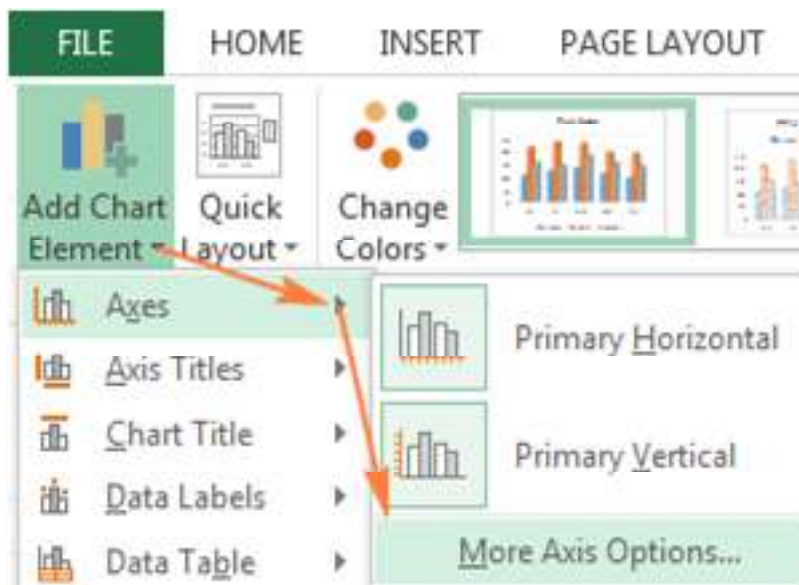 FILE HOME INSERT PAGE LAYOUT
Add Chart Element
Quick Layout
Change Colors
Axes
Axis Titles
Chart Title
Data Labels
Data Table
Primary Horizontal
Primary Vertical
More Axis Options...